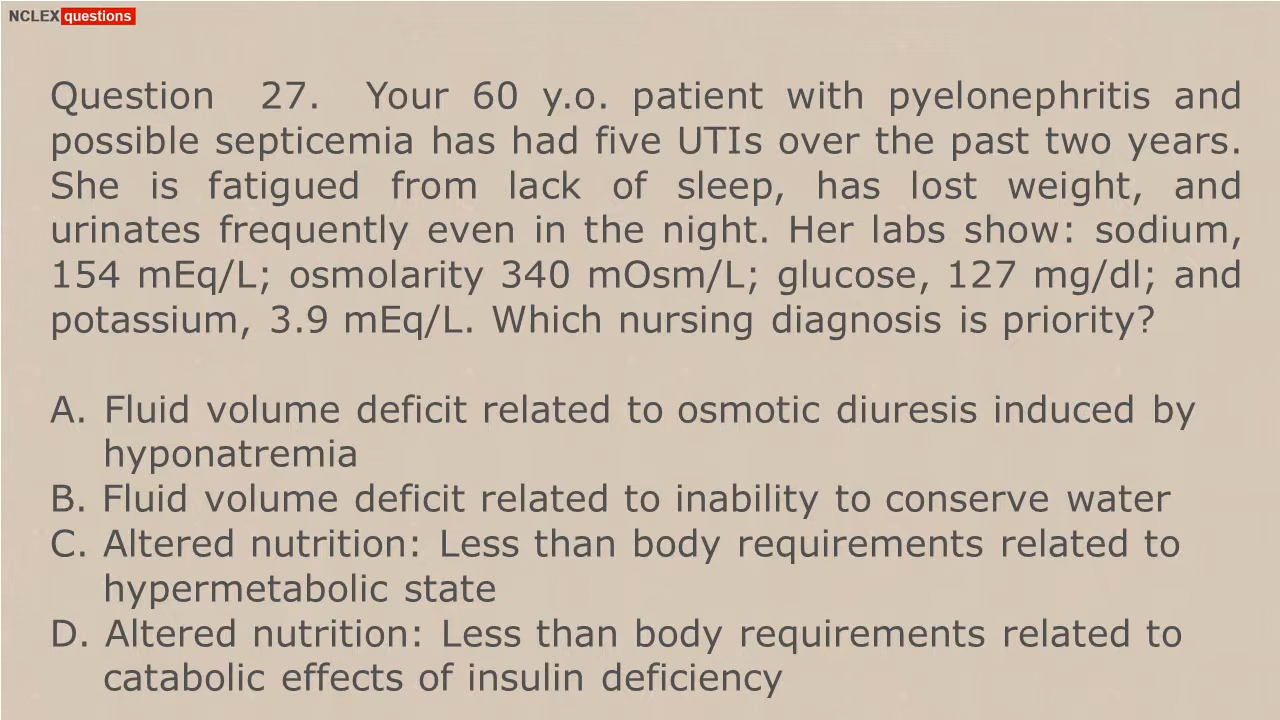 NCLEX questions
Question 27. Your 60 y.o. patient with pyelonephritis and
possible septicemia has had five UTIs over the past two years.
She is fatigued from lack of sleep, has lost weight, and
urinates frequently even in the night. Her labs show: sodium,
154 mEq/L; osmolarity 340 mOsm/L; glucose, 127 mg/dl; and
potassium, 3.9 mEq/L. Which nursing diagnosis is priority?
A. Fluid volume deficit related to osmotic diuresis induced by
hyponatremia
B. Fluid volume deficit related to inability to conserve water
C. Altered nutrition: Less than body requirements related to
hypermetabolic state
D. Altered nutrition: Less than body requirements related to
catabolic effects of insulin deficiency